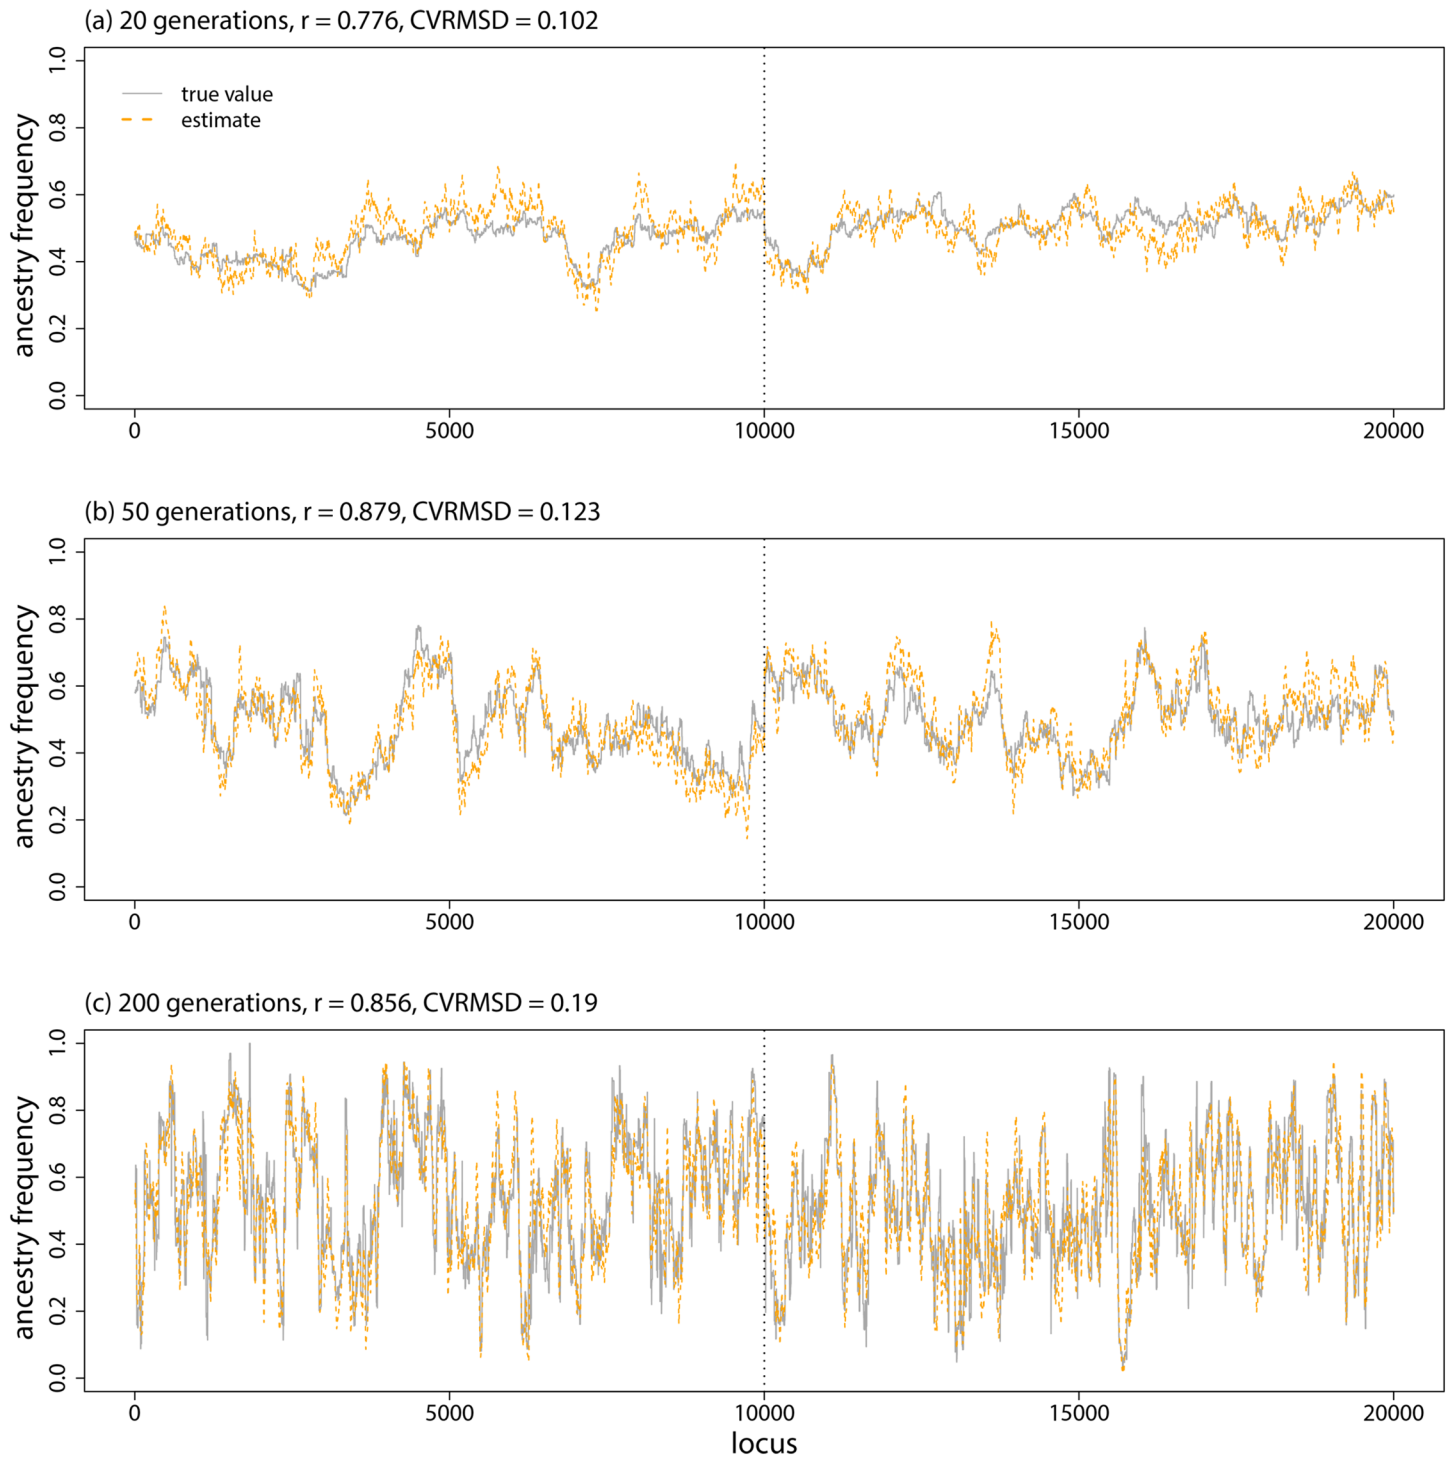 (a) 20 generations, r = 0.776, CVRMSD = 0.102
ancestry frequency
1.0
0.8
0.6
0.4
0.2
0.0
true value
estimate
0 5000 10000 15000 20000
(b) 50 generations, r = 0.879, CVRMSD = 0.123
ancestry frequency
1.0
0.8
0.6
0.4
0.2
0.0
0 5000 10000 15000 20000
(c) 200 generations, r = 0.856, CVRMSD = 0.19
ancestry frequency
1.0
0.8
0.6
0.4
0.2
0.0
0 5000 10000 15000 20000
locus